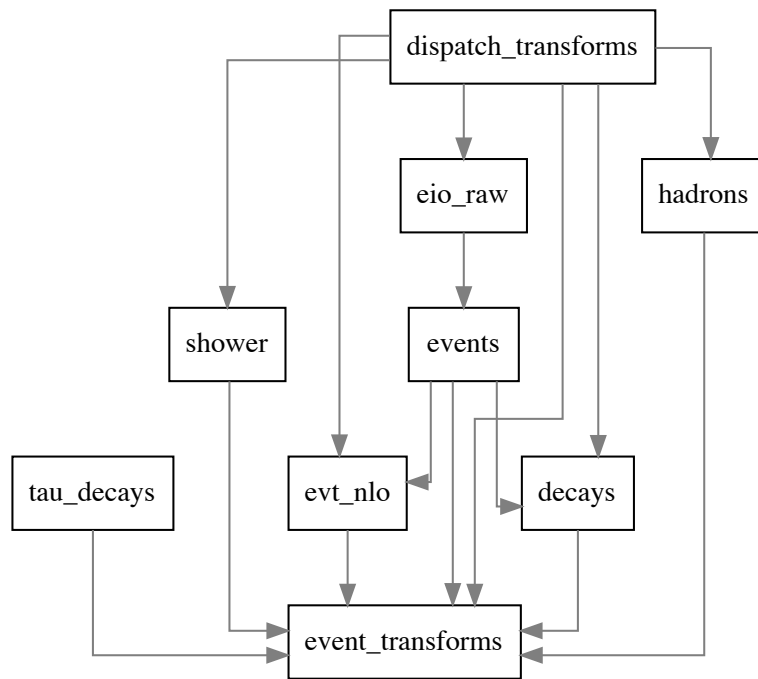 dispatch_transforms
eio_raw
hadrons
shower
events
tau_decays
evt_nlo
decays
event_transforms